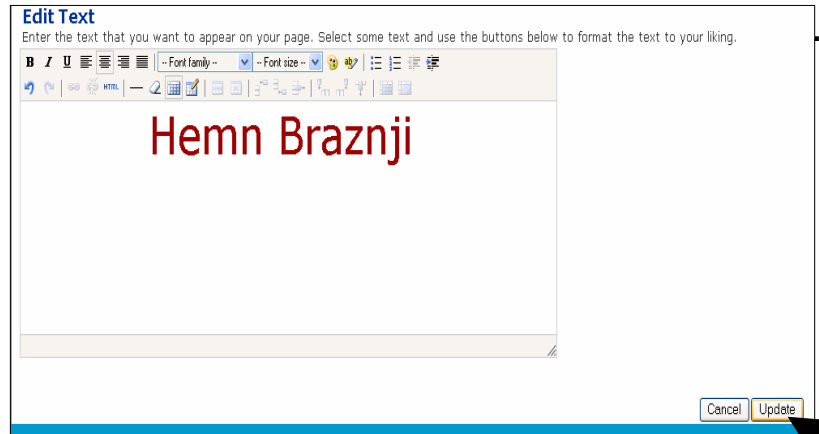 Edit Text
Enter the text that you want to appear on your page. Select some text and use the buttons below to format the text to your liking.
B I U -- Font family -- -- Font size --
HTML
Hemn Braznji
Cancel Update